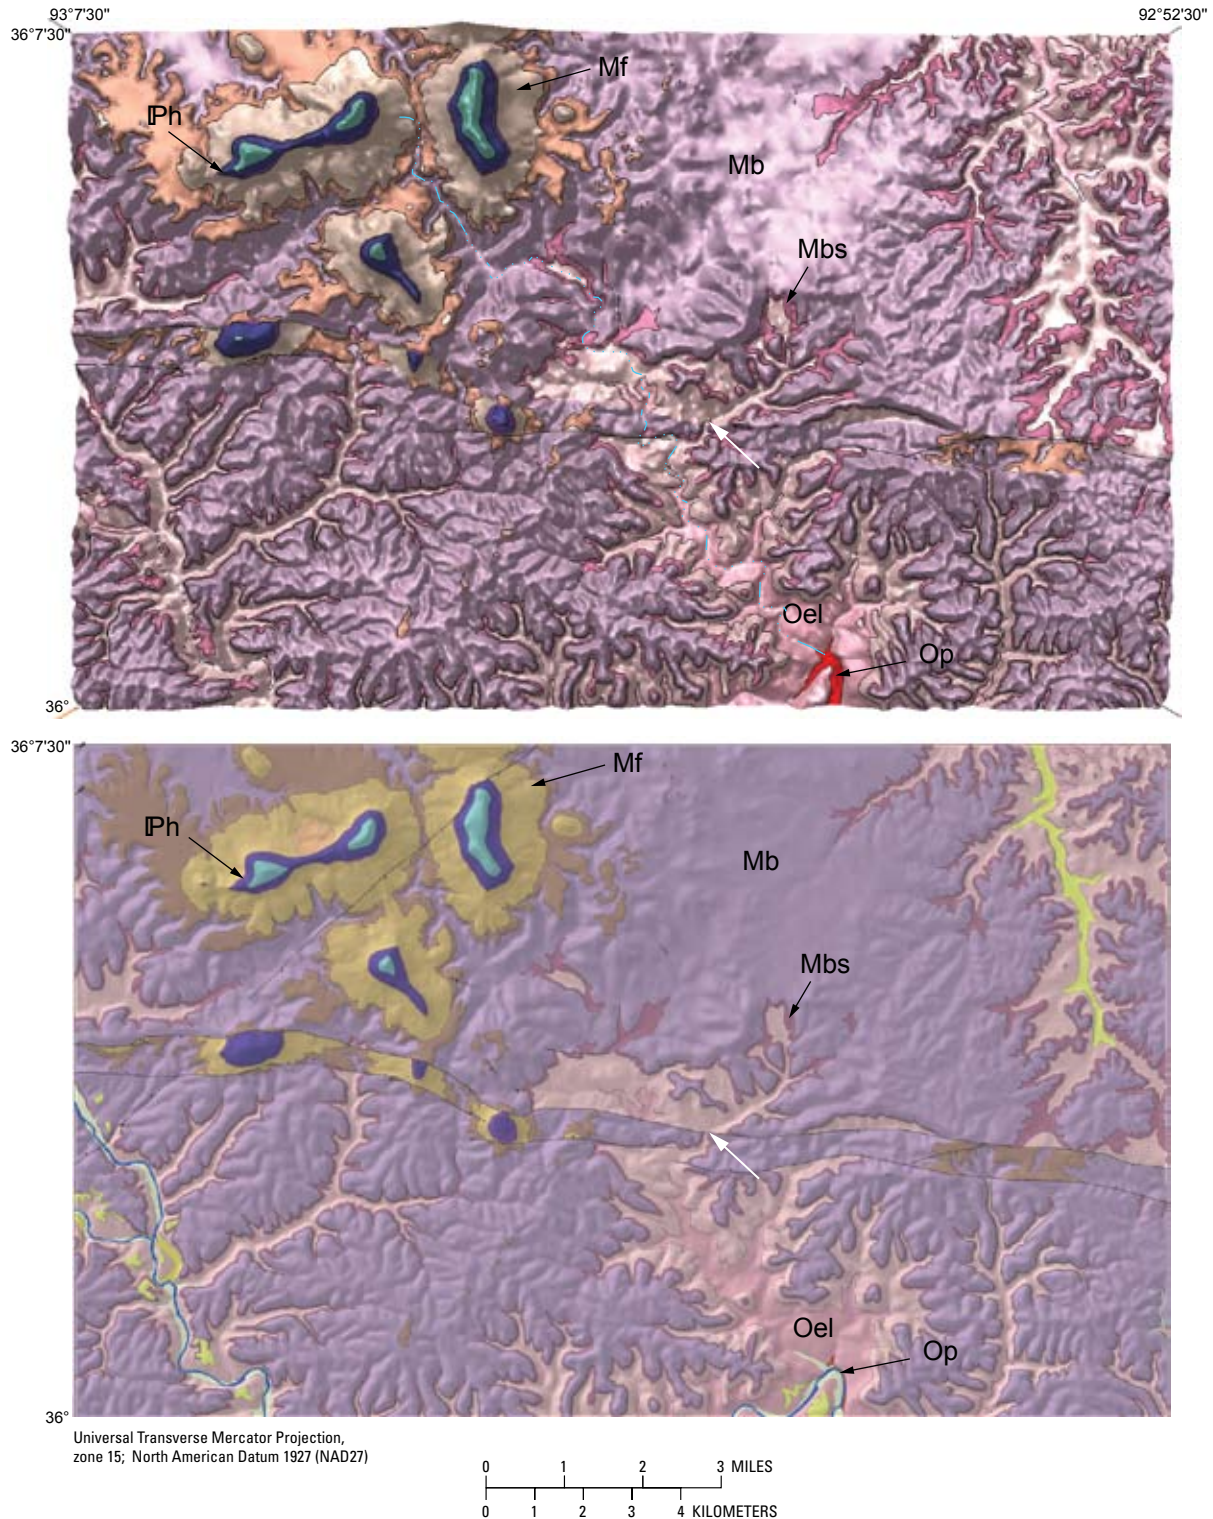 93°7'30"
92°52'30"
36°7'30"
Mf
ℙPh
Mb
Mbs
Oel
Op
36°
36°7'30"
Mf
ℙPh
Mb
Mbs
Oel
Op
36°
Universal Transverse Mercator Projection,
zone 15; North American Datum 1927 (NAD27)
0 1 2 3 MILES
0 1 2 3 4 KILOMETERS